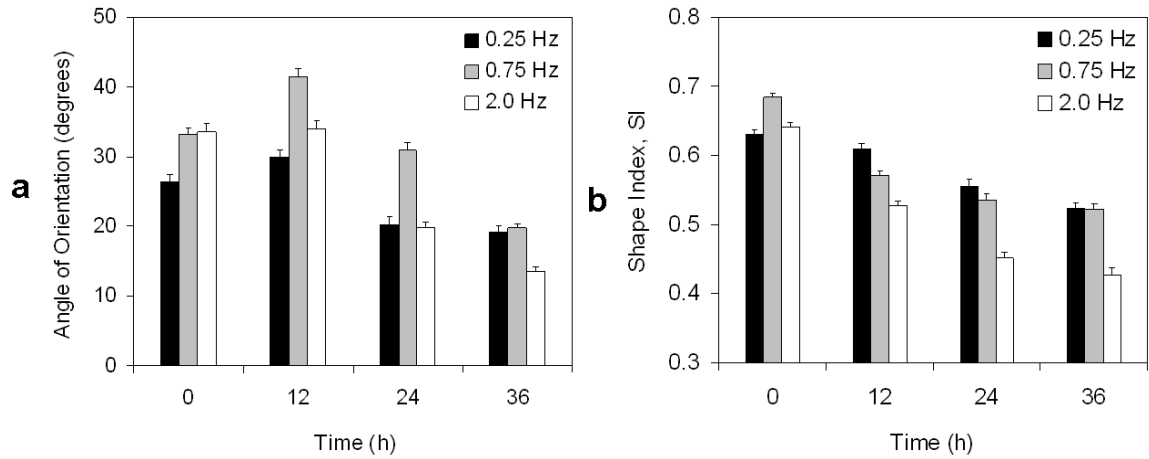 a
Angle of Orientation (degrees)
50
40
30
20
10
0
0.25 Hz
0.75 Hz
2.0 Hz
0 12 24 36
Time (h)
b
Shape Index, SI
0.8
0.7
0.6
0.5
0.4
0.3
0.25 Hz
0.75 Hz
2.0 Hz
0 12 24 36
Time (h)